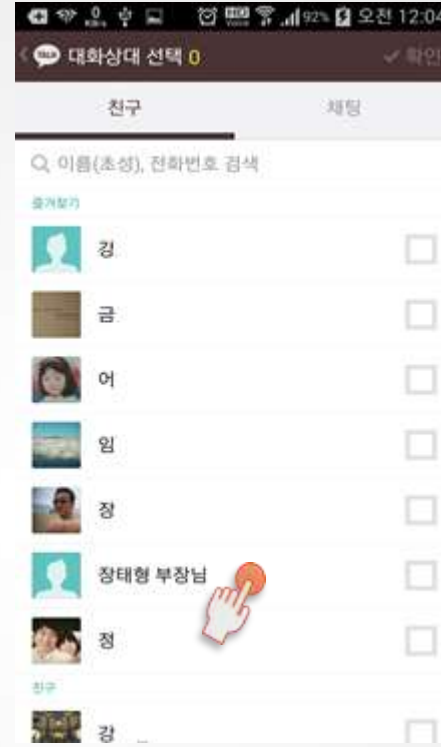 92% 오전 12:04
TALK 대화상대 선택 0 확인
친구 채팅
이름(초성), 전화번호 검색
즐겨찾기
강
금
어
임
장
장태형 부장님
정
친구
강